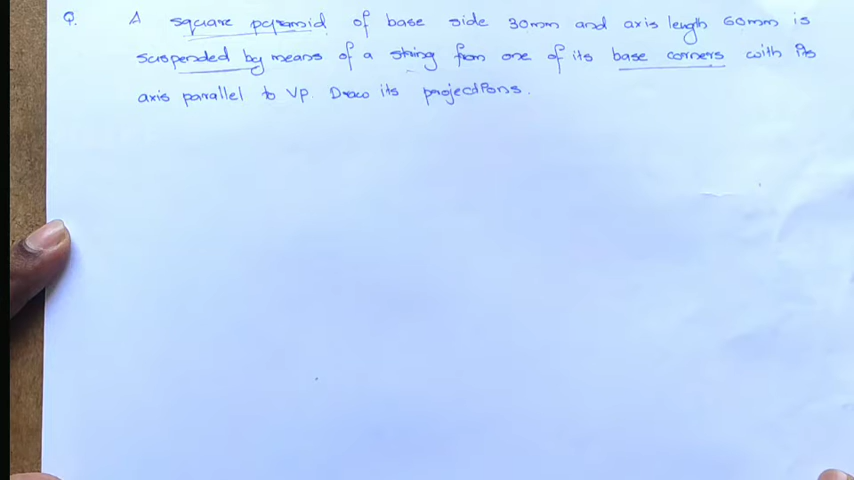 Q. A square pyramid of base side 30mm and axis length 60mm is
suspended by means of a string from one of its base corners with its
axis parallel to VP. Draw its projections.